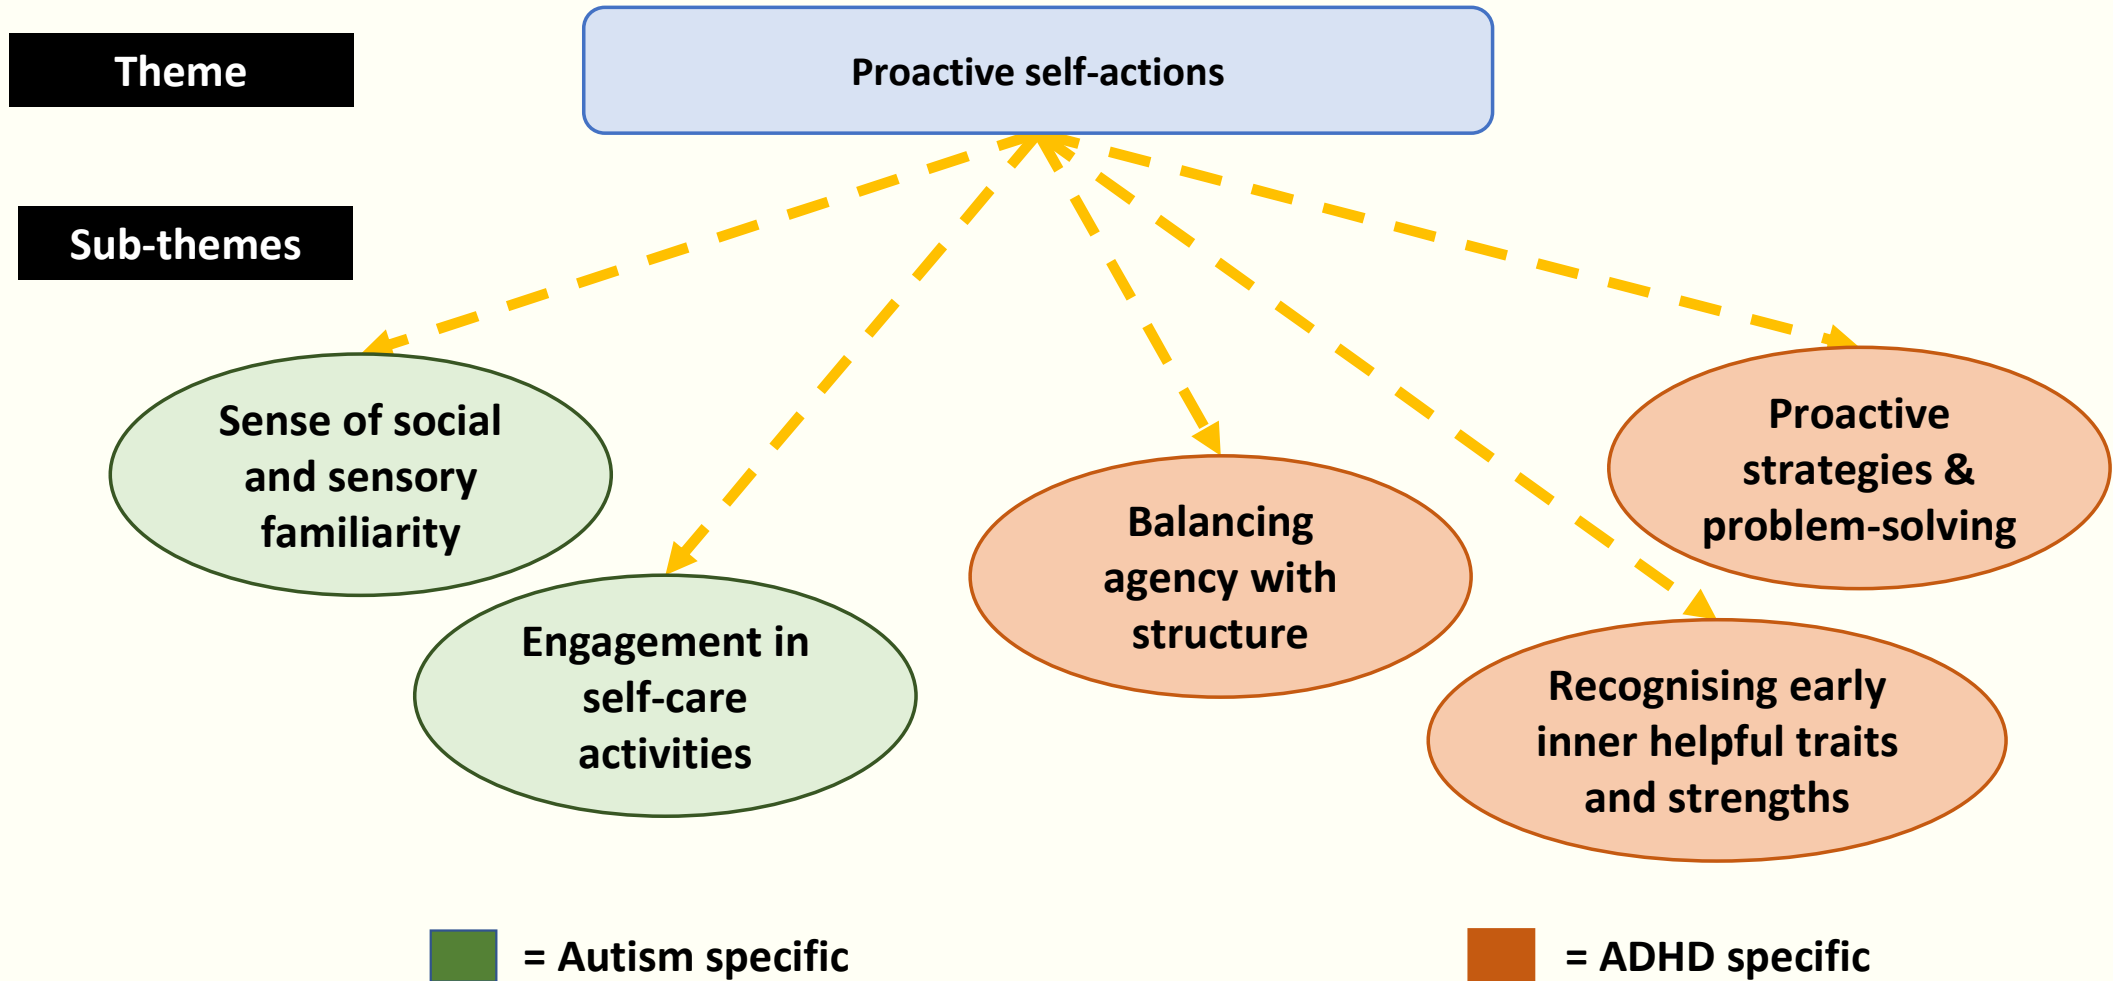 Theme
Proactive self-actions
Sub-themes
Sense of social
and sensory
familiarity
Engagement in
self-care
activities
Balancing
agency with
structure
Proactive
strategies &
problem-solving
Recognising early
inner helpful traits
and strengths
= Autism specific
= ADHD specific